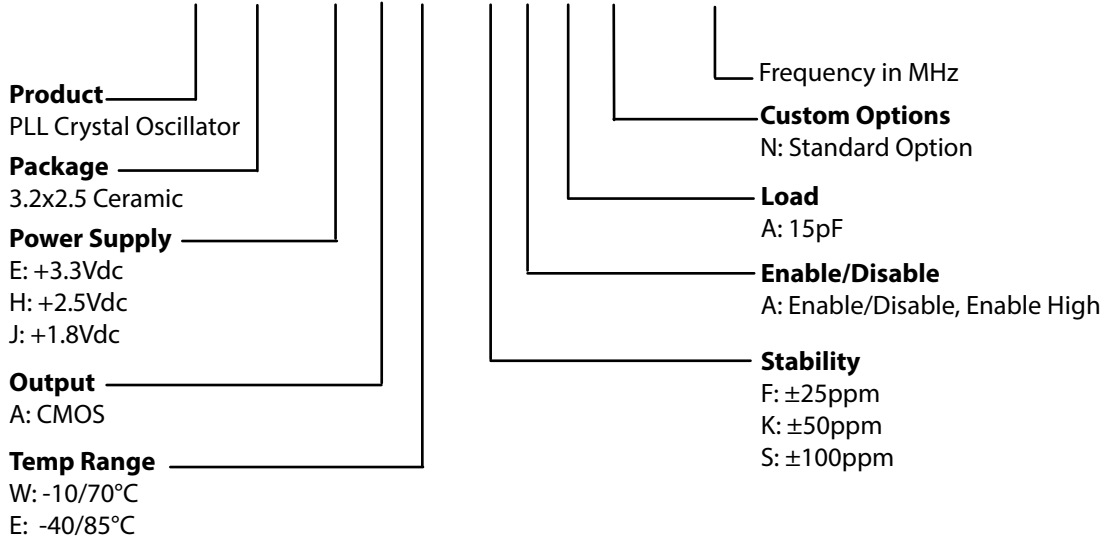 Product
PLL Crystal Oscillator
Package
3.2x2.5 Ceramic
Power Supply
E: +3.3Vdc
H: +2.5Vdc
J: +1.8Vdc
Output
A: CMOS
Temp Range
W: -10/70°C
E: -40/85°C
Frequency in MHz
Custom Options
N: Standard Option
Load
A: 15pF
Enable/Disable
A: Enable/Disable, Enable High
Stability
F: ±25ppm
K: ±50ppm
S: ±100ppm